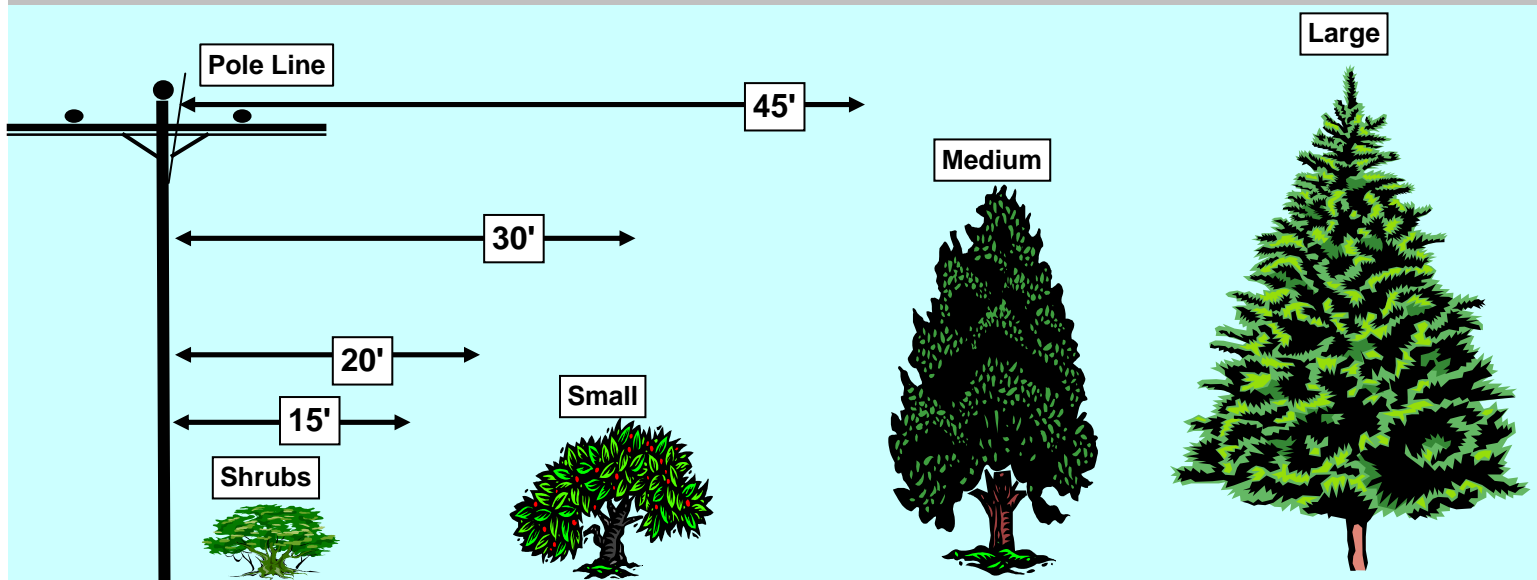 Large
Pole Line
45'
Medium
30'
20'
Small
15'
Shrubs